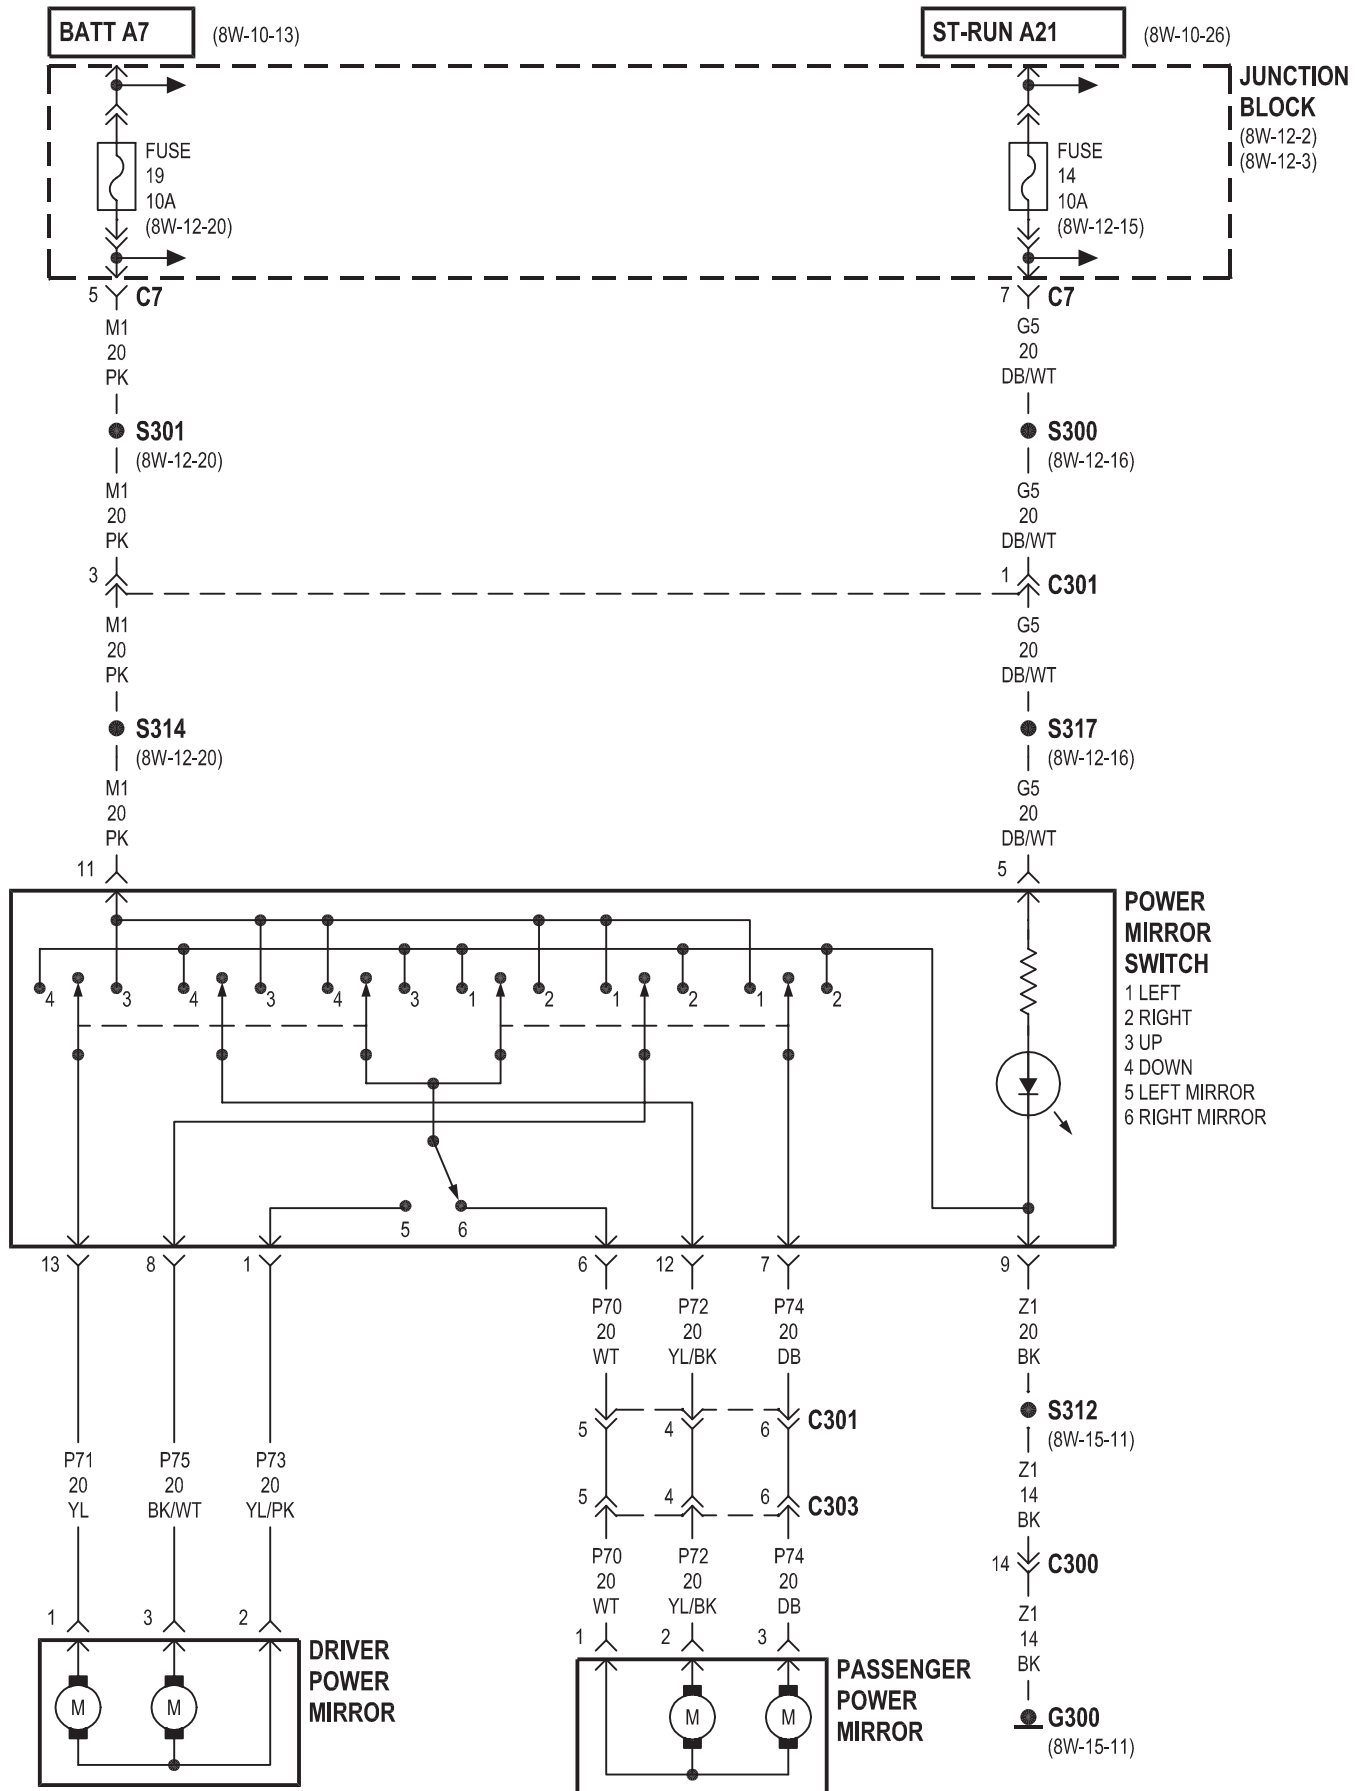 BATT A7 (8W-10-13) ST-RUN A21 (8W-10-26)
JUNCTION
BLOCK
(8W-12-2)
(8W-12-3)
FUSE
19
10A
(8W-12-20)
FUSE
14
10A
(8W-12-15)
5 C7
7 C7
M1
20
PK
G5
20
DB/WT
S301
(8W-12-20)
S300
(8W-12-16)
M1
20
PK
G5
20
DB/WT
3 1 C301
M1
20
PK
G5
20
DB/WT
S314
(8W-12-20)
S317
(8W-12-16)
M1
20
PK
G5
20
DB/WT
11 5
POWER
MIRROR
SWITCH
1 LEFT
2 RIGHT
3 UP
4 DOWN
5 LEFT MIRROR
6 RIGHT MIRROR
4 3 4 3 4 3 1 2 1 2 1 2
5 6
13 8 1 6 12 7 9
P70
20
WT
P72
20
YL/BK
P74
20
DB
Z1
20
BK
5 4 6 C301
S312
(8W-15-11)
P71
20
YL
P75
20
BK/WT
P73
20
YL/PK
Z1
14
BK
5 4 6 C303
P70
20
WT
P72
20
YL/BK
P74
20
DB
14 C300
Z1
14
BK
1 3 2
1 2 3
DRIVER
POWER
MIRROR
M M
PASSENGER
POWER
MIRROR
M M
G300
(8W-15-11)